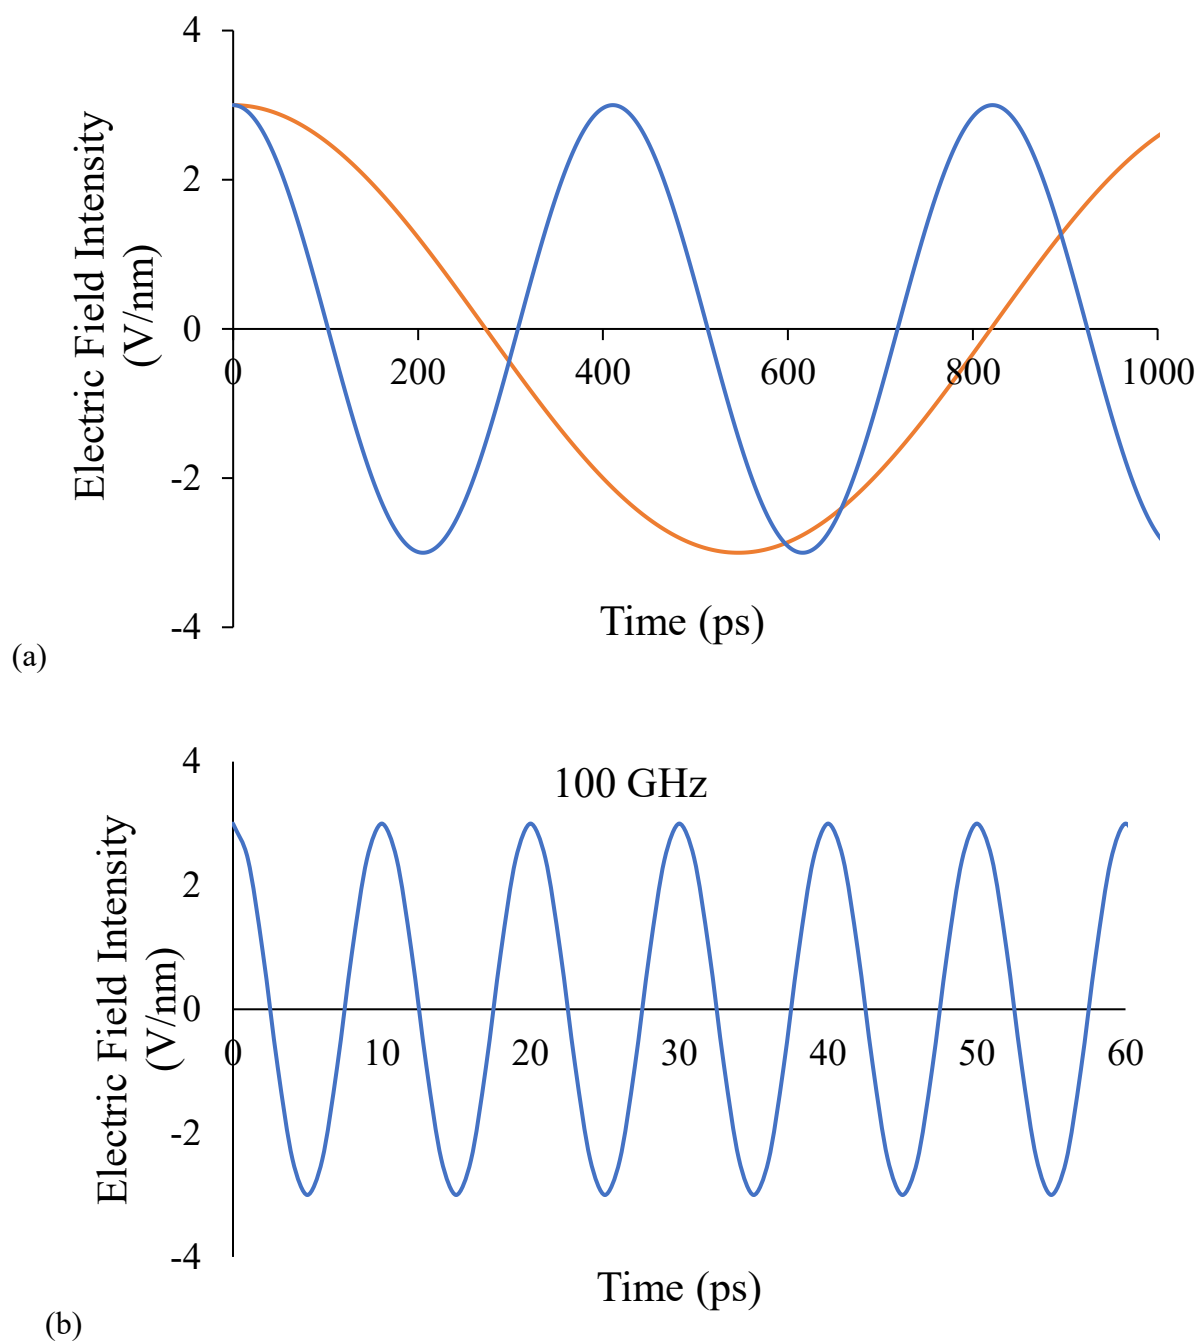 4
2
0
-2
-4
Electric Field Intensity
(V/nm)
0 200 400 600 800 1000
Time (ps)
(a)
4
2
0
-2
-4
100 GHz
Electric Field Intensity
(V/nm)
0 10 20 30 40 50 60
Time (ps)
(b)